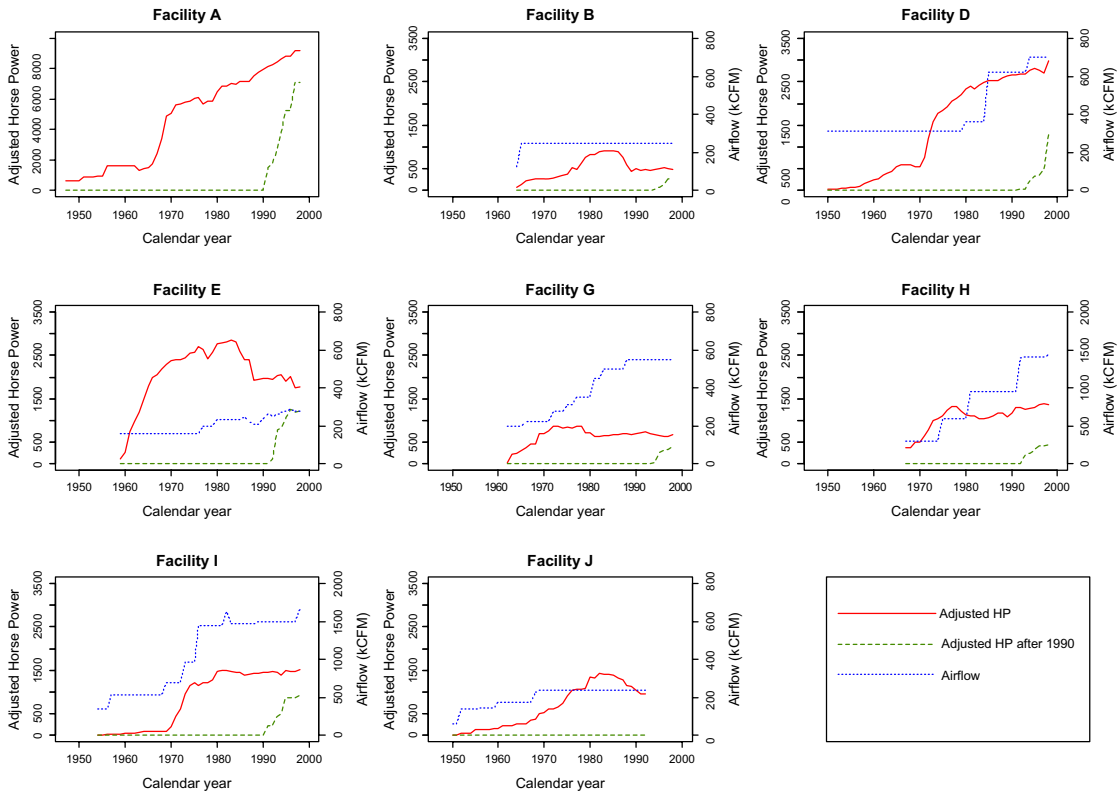 Facility A
Adjusted Horse Power
0 2000 4000 6000 8000
1950 1960 1970 1980 1990 2000
Calendar year
Facility B
Adjusted Horse Power
0 500 1500 2500 3500
Airflow (kCFM)
0 200 400 600 800
1950 1960 1970 1980 1990 2000
Calendar year
Facility D
Adjusted Horse Power
0 500 1500 2500 3500
Airflow (kCFM)
0 200 400 600 800
1950 1960 1970 1980 1990 2000
Calendar year
Facility E
Adjusted Horse Power
0 500 1500 2500 3500
Airflow (kCFM)
0 200 400 600 800
1950 1960 1970 1980 1990 2000
Calendar year
Facility G
Adjusted Horse Power
0 500 1500 2500 3500
Airflow (kCFM)
0 200 400 600 800
1950 1960 1970 1980 1990 2000
Calendar year
Facility H
Adjusted Horse Power
0 500 1500 2500 3500
Airflow (kCFM)
0 500 1000 1500 2000
1950 1960 1970 1980 1990 2000
Calendar year
Facility I
Adjusted Horse Power
0 500 1500 2500 3500
Airflow (kCFM)
0 500 1000 1500 2000
1950 1960 1970 1980 1990 2000
Calendar year
Facility J
Adjusted Horse Power
0 500 1500 2500 3500
Airflow (kCFM)
0 200 400 600 800
1950 1960 1970 1980 1990 2000
Calendar year
Adjusted HP
Adjusted HP after 1990
Airflow